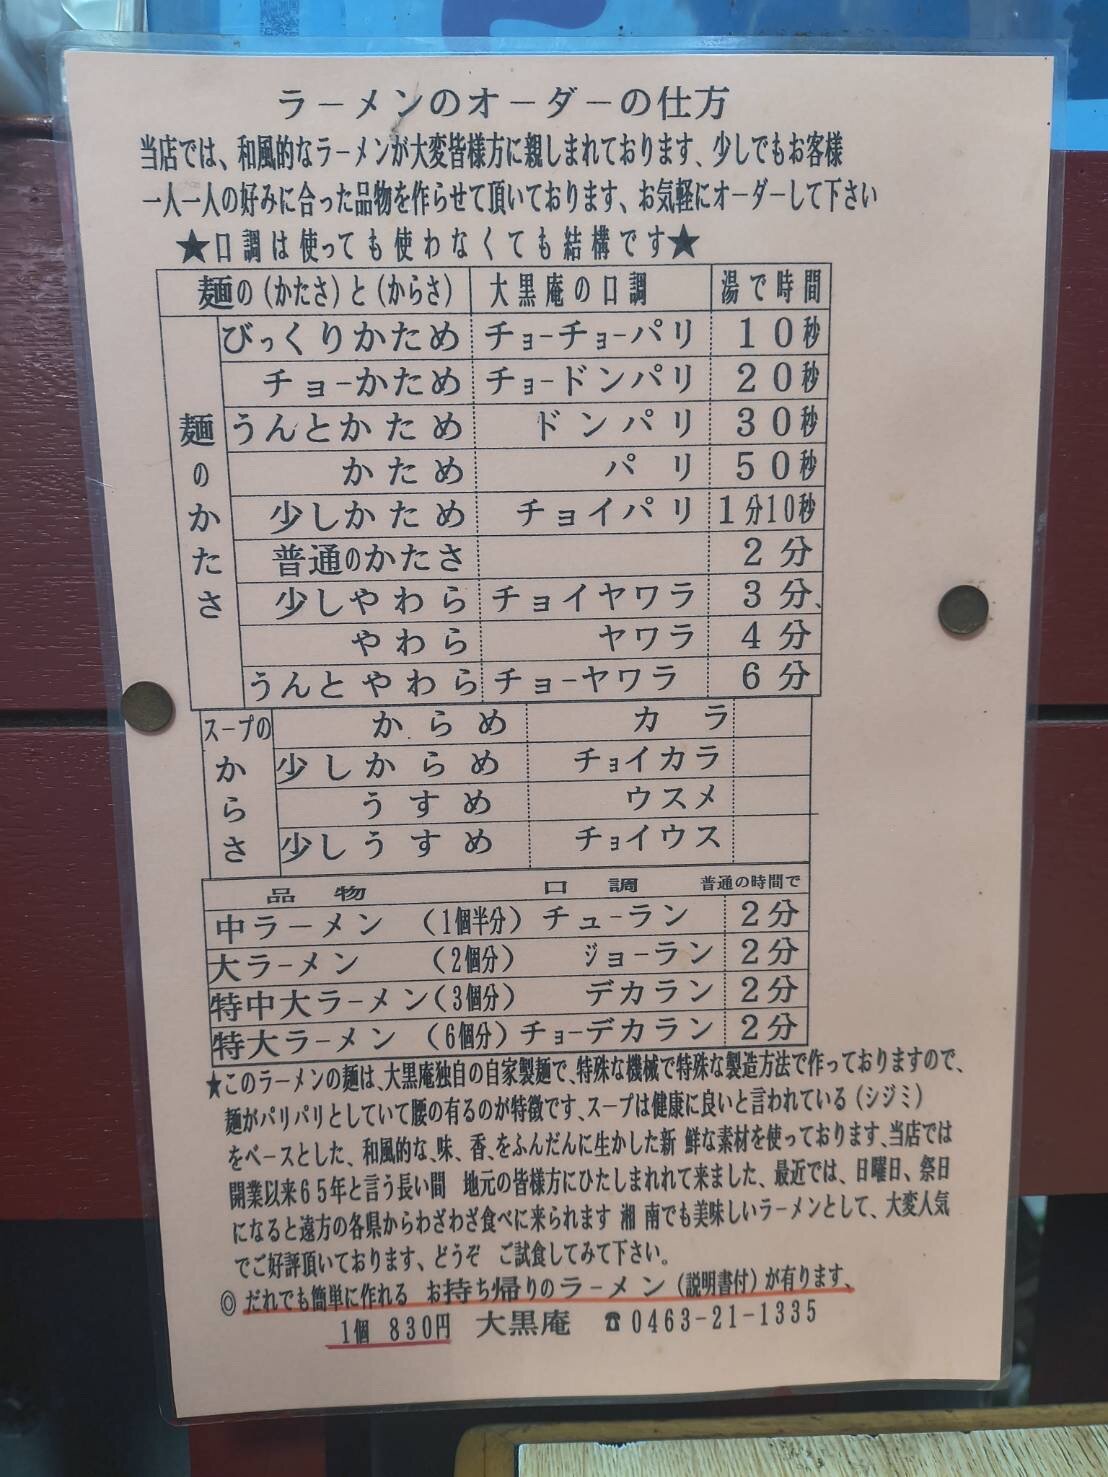 ラーメンのオーダーの仕方
当店では、和風的なラーメンが大変皆様方に親しまれております、少しでもお客様
一人一人の好みに合った品物を作らせて頂いております、お気軽にオーダーして下さい
★口調は使っても使わなくても結構です★
麺の(かたさ)と(からさ) 大黒庵の口調 湯で時間
麺のかたさ
びっくりかため チョーチョーパリ 10秒
チョーかため チョードンパリ 20秒
うんとかため ドンパリ 30秒
かため パリ 50秒
少しかため チョイパリ 1分10秒
普通のかたさ 2分
少しやわら チョイヤワラ 3分、
やわら ヤワラ 4分
うんとやわら チョーヤワラ 6分
スープのからさ
からめ カラ
少しからめ チョイカラ
うすめ ウスメ
少しうすめ チョイウス
品物 口調 普通の時間で
中ラーメン (1個半分) チューラン 2分
大ラーメン (2個分) ジョーラン 2分
特中大ラーメン(3個分) デカラン 2分
特大ラーメン (6個分) チョーデカラン 2分
★このラーメンの麺は、大黒庵独自の自家製麺で、特殊な機械で特殊な製造方法で作っておりますので、
麺がパリパリとしていて腰の有るのが特徴です、スープは健康に良いと言われている(シジミ)
をベースとした、和風的な、味、香、をふんだんに生かした新 鮮な素材を使っております、当店では
開業以来65年と言う長い間 地元の皆様方にひたしまれれて来ました、最近では、日曜日、祭日
になると遠方の各県からわざわざ食べに来られます 湘 南でも美味しいラーメンとして、大変人気
でご好評頂いております、どうぞ ご試食してみて下さい。
◎ だれでも簡単に作れる お持ち帰りのラーメン (説明書付) が有ります、
1個 830円 大黒庵 ☎0463-21-1335